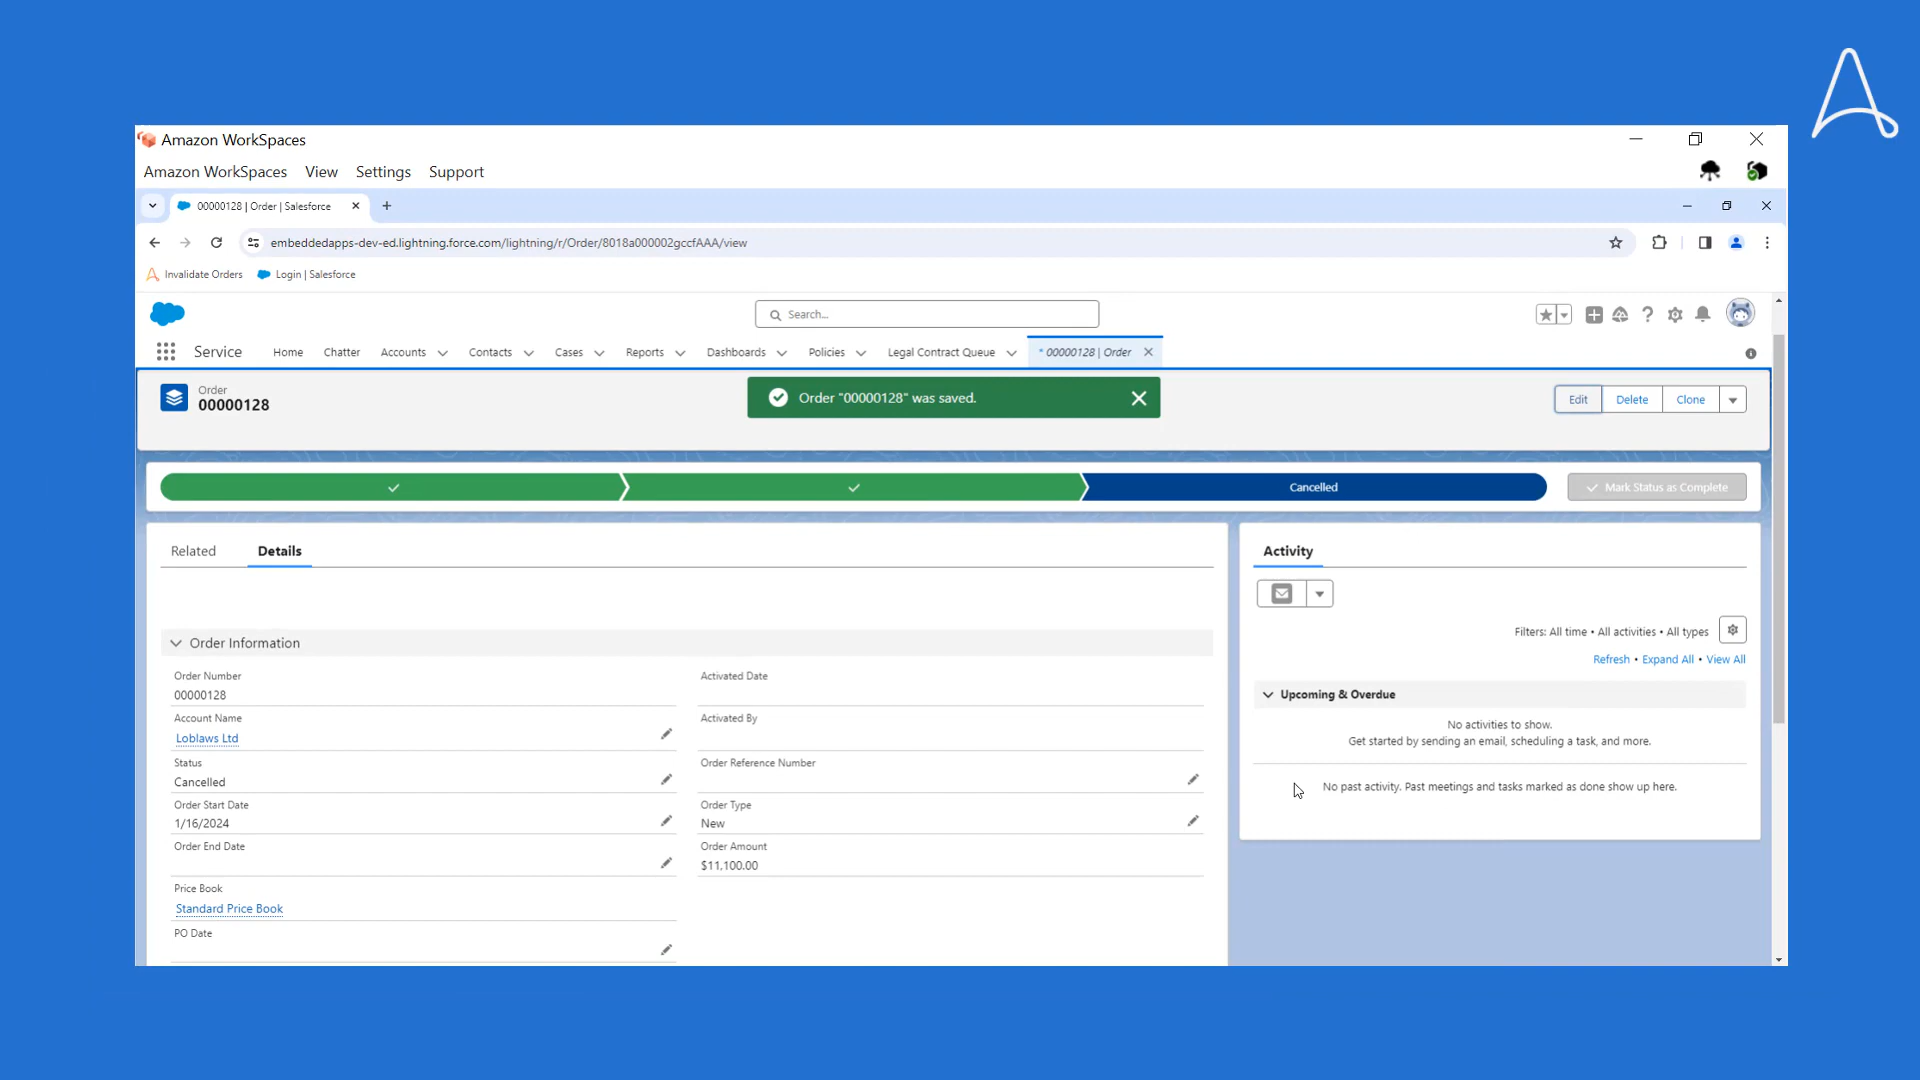 Amazon WorkSpaces
Amazon WorkSpaces View Settings Support
00000128 | Order | Salesforce
embeddedapps-dev-ed.lightning.force.com/lightning/r/Order/8018a000002gccfAAA/view
Invalidate Orders Login | Salesforce
Search...
Service Home Chatter Accounts Contacts Cases Reports Dashboards Policies Legal Contract Queue * 00000128 | Order
Order
00000128
Order "00000128" was saved.
Edit Delete Clone
Cancelled
Mark Status as Complete
Related Details
Order Information
Order Number
00000128
Account Name
Loblaws Ltd
Status
Cancelled
Order Start Date
1/16/2024
Order End Date
Price Book
Standard Price Book
PO Date
Activated Date
Activated By
Order Reference Number
Order Type
New
Order Amount
$11,100.00
Activity
Filters: All time • All activities • All types
Refresh • Expand All • View All
Upcoming & Overdue
No activities to show.
Get started by sending an email, scheduling a task, and more.
No past activity. Past meetings and tasks marked as done show up here.